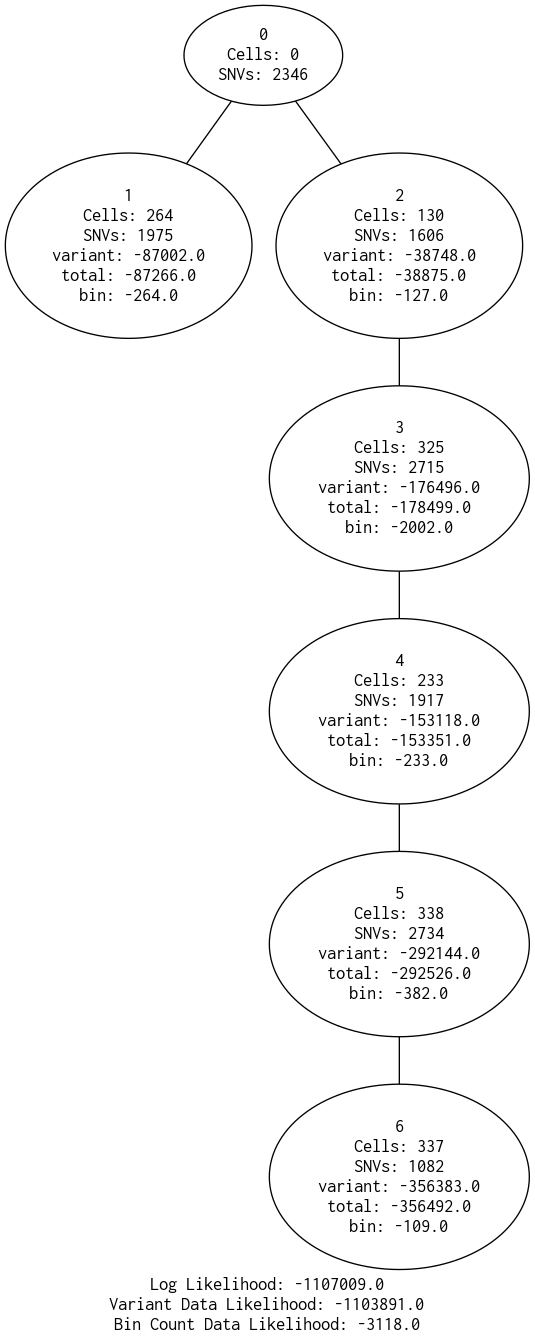 0
Cells: 0
SNVs: 2346
1
Cells: 264
SNVs: 1975
variant: -87002.0
total: -87266.0
bin: -264.0
2
Cells: 130
SNVs: 1606
variant: -38748.0
total: -38875.0
bin: -127.0
3
Cells: 325
SNVs: 2715
variant: -176496.0
total: -178499.0
bin: -2002.0
4
Cells: 233
SNVs: 1917
variant: -153118.0
total: -153351.0
bin: -233.0
5
Cells: 338
SNVs: 2734
variant: -292144.0
total: -292526.0
bin: -382.0
6
Cells: 337
SNVs: 1082
variant: -356383.0
total: -356492.0
bin: -109.0
Log Likelihood: -1107009.0
Variant Data Likelihood: -1103891.0
Bin Count Data Likelihood: -3118.0